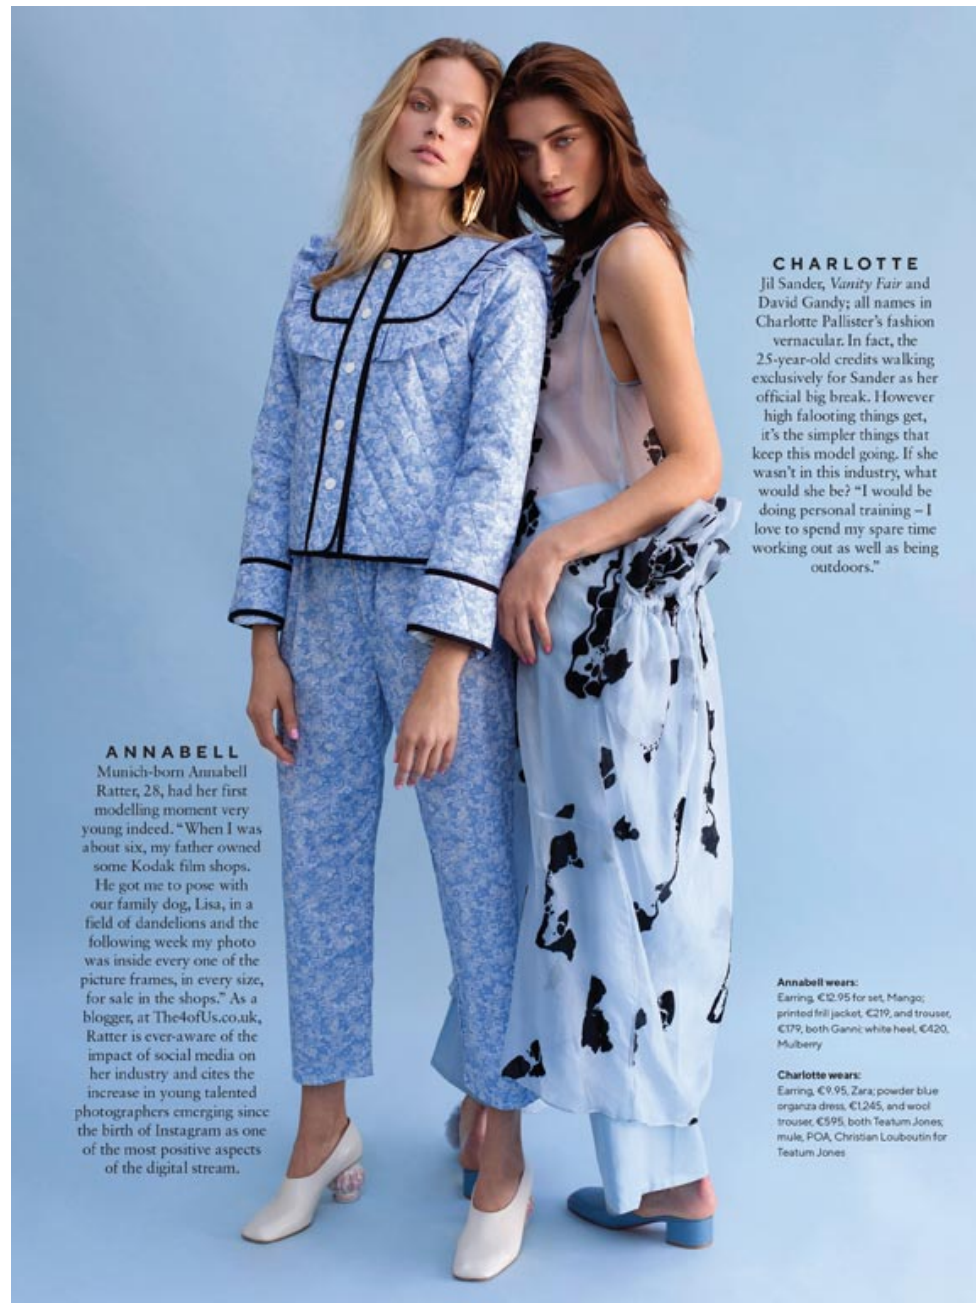 CHARLOTTE
Jil Sander, Vanity Fair and
David Gandy; all names in
Charlotte Pallister's fashion
vernacular. In fact, the
25-year-old credits walking
exclusively for Sander as her
official big break. However
high falooting things get,
it's the simpler things that
keep this model going. If she
wasn't in this industry, what
would she be? “I would be
doing personal training – I
love to spend my spare time
working out as well as being
outdoors.”
ANNABELL
Munich-born Annabell
Ratter, 28, had her first
modelling moment very
young indeed. “When I was
about six, my father owned
some Kodak film shops.
He got me to pose with
our family dog, Lisa, in a
field of dandelions and the
following week my photo
was inside every one of the
picture frames, in every size,
for sale in the shops.” As a
blogger, at The4ofUs.co.uk,
Ratter is ever-aware of the
impact of social media on
her industry and cites the
increase in young talented
photographers emerging since
the birth of Instagram as one
of the most positive aspects
of the digital stream.
Annabell wears:
Earring, €12.95 for set, Mango;
printed frill jacket, €219, and trouser,
€179, both Ganni; white heel, €420,
Mulberry
Charlotte wears:
Earring, €9.95, Zara; powder blue
organza dress, €1,245, and wool
trouser, €595, both Teatum Jones;
mule, POA, Christian Louboutin for
Teatum Jones